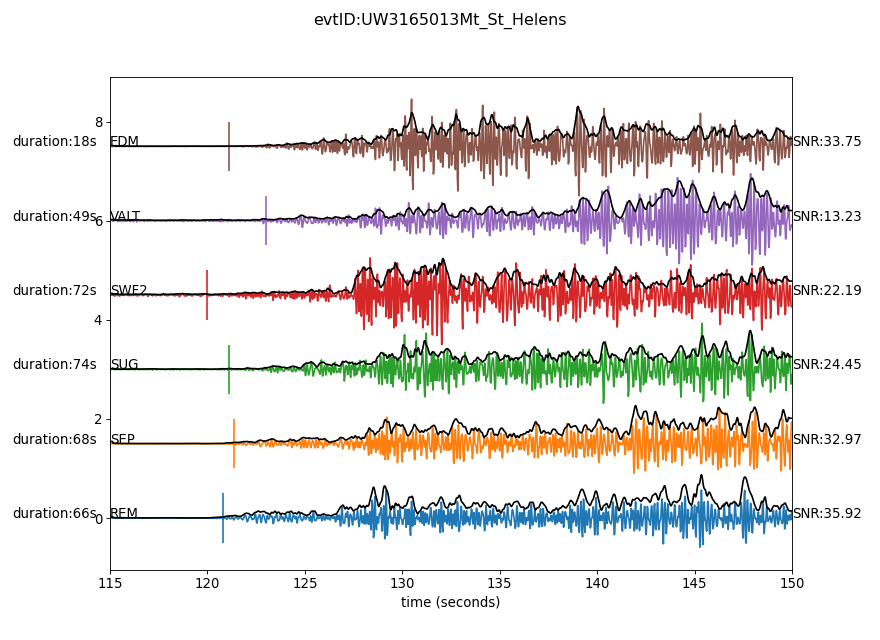 evtID:UW3165013Mt_St_Helens
8
duration:18s EDM SNR:33.75
duration:49s VALT SNR:13.23
6
duration:72s SWF2 SNR:22.19
4
duration:74s SUG SNR:24.45
2
duration:68s SEP SNR:32.97
duration:66s REM SNR:35.92
0
115 120 125 130 135 140 145 150
time (seconds)